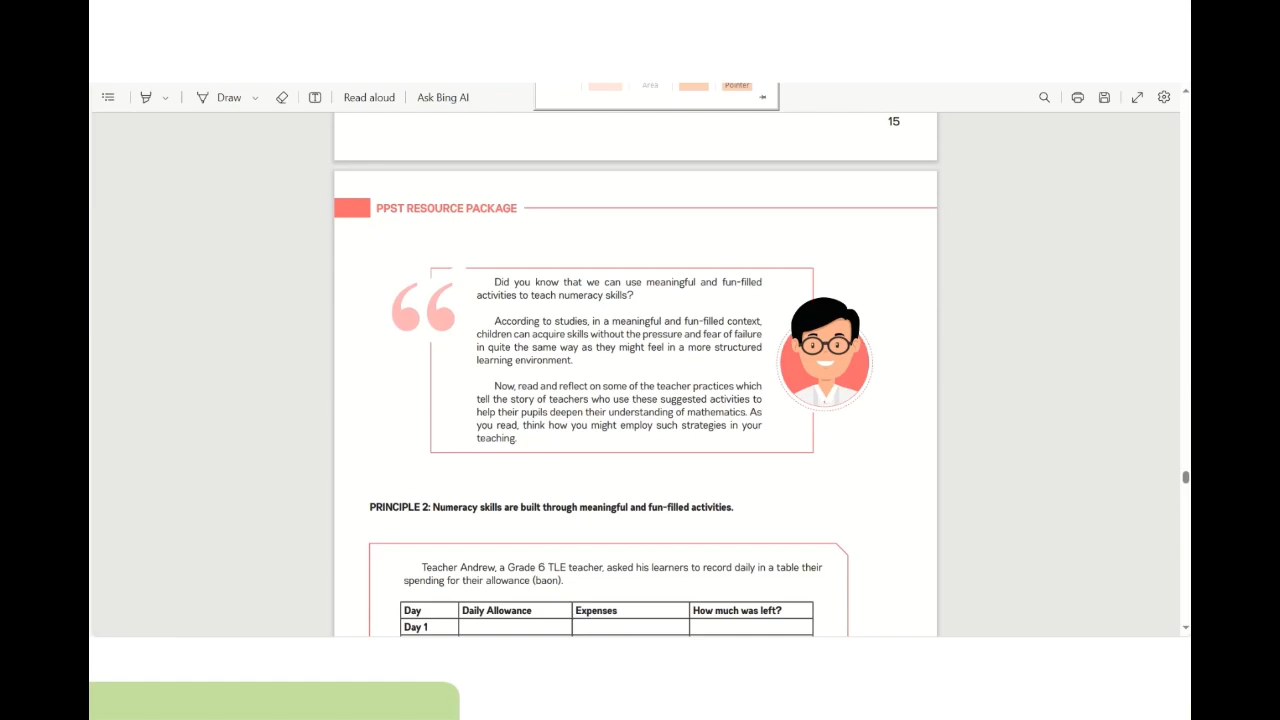 Area
Pointer
Draw
Read aloud
Ask Bing AI
15
PPST RESOURCE PACKAGE
Did you know that we can use meaningful and fun-filled
activities to teach numeracy skills?
According to studies, in a meaningful and fun-filled context,
children can acquire skills without the pressure and fear of failure
in quite the same way as they might feel in a more structured
learning environment.
Now, read and reflect on some of the teacher practices which
tell the story of teachers who use these suggested activities to
help their pupils deepen their understanding of mathematics. As
you read, think how you might employ such strategies in your
teaching.
PRINCIPLE 2: Numeracy skills are built through meaningful and fun-filled activities.
Teacher Andrew, a Grade 6 TLE teacher, asked his learners to record daily in a table their
spending for their allowance (baon).
Day Daily Allowance Expenses How much was left?
Day 1